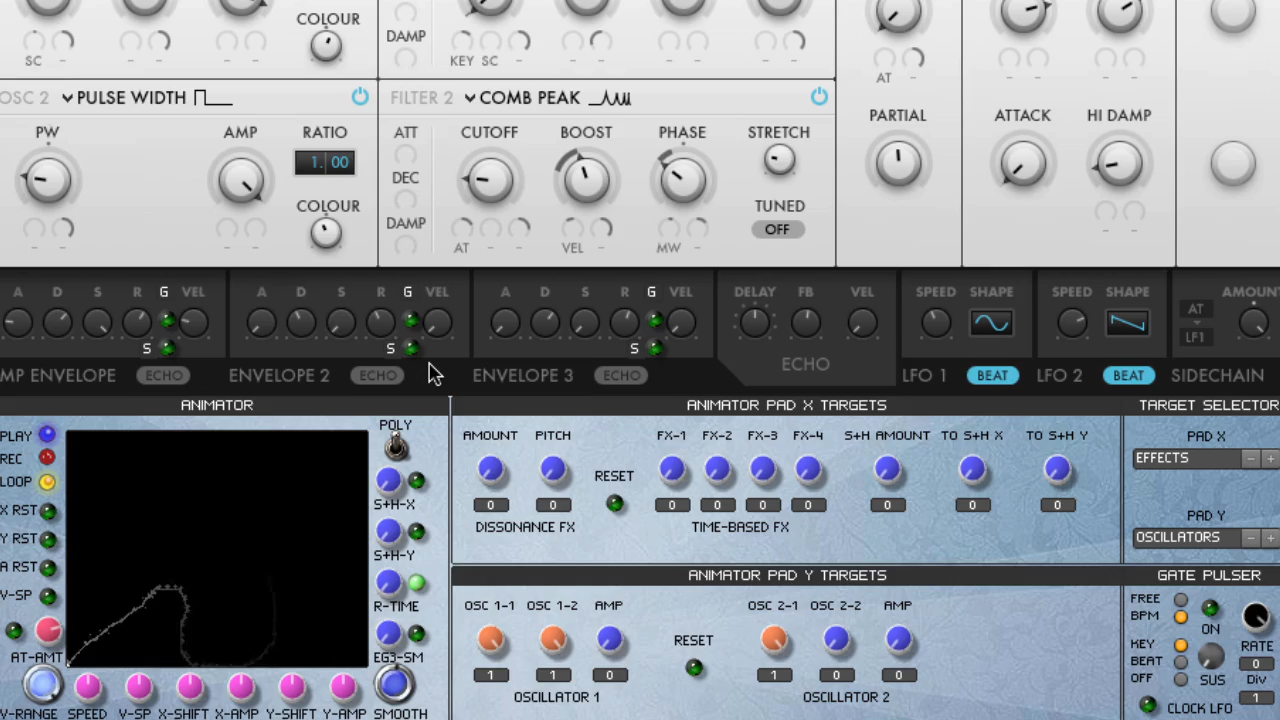 COLOUR
DAMP
SC -
- -
- -
KEY SC -
- -
- -
- -
AT -
- -
- -
OSC 2 PULSE WIDTH
FILTER 2 COMB PEAK
PW AMP RATIO
1. 00
COLOUR
- -
- -
ATT
DEC
DAMP
CUTOFF BOOST PHASE STRETCH
TUNED
OFF
AT - -
VEL -
MW -
PARTIAL
ATTACK HI DAMP
- -
A D S R G VEL
S
A D S R G VEL
S
A D S R G VEL
S
DELAY FB VEL
ECHO
SPEED SHAPE
SPEED SHAPE
AT
LF1
AMOUN
MP ENVELOPE ECHO
ENVELOPE 2 ECHO
ENVELOPE 3 ECHO
LFO 1 BEAT
LFO 2 BEAT
SIDECHAIN
ANIMATOR
PLAY
REC
LOOP
X RST
Y RST
A RST
V-SP
AT-AMT
POLY
S+H-X
S+H-Y
R-TIME
EG3-SM
V-RANGE SPEED V-SP X-SHIFT X-AMP Y-SHIFT Y-AMP SMOOTH
ANIMATOR PAD X TARGETS
AMOUNT PITCH RESET FX-1 FX-2 FX-3 FX-4 S+H AMOUNT TO S+H X TO S+H Y
0 0 0 0 0 0 0 0 0
DISSONANCE FX TIME-BASED FX
ANIMATOR PAD Y TARGETS
OSC 1-1 OSC 1-2 AMP RESET OSC 2-1 OSC 2-2 AMP
1 1 0 1 0 0
OSCILLATOR 1 OSCILLATOR 2
TARGET SELECTOR
PAD X
EFFECTS - +
PAD Y
OSCILLATORS - +
GATE PULSER
FREE
BPM
ON
KEY
BEAT
OFF
SUS
RATE
0
Div
1
CLOCK LFO